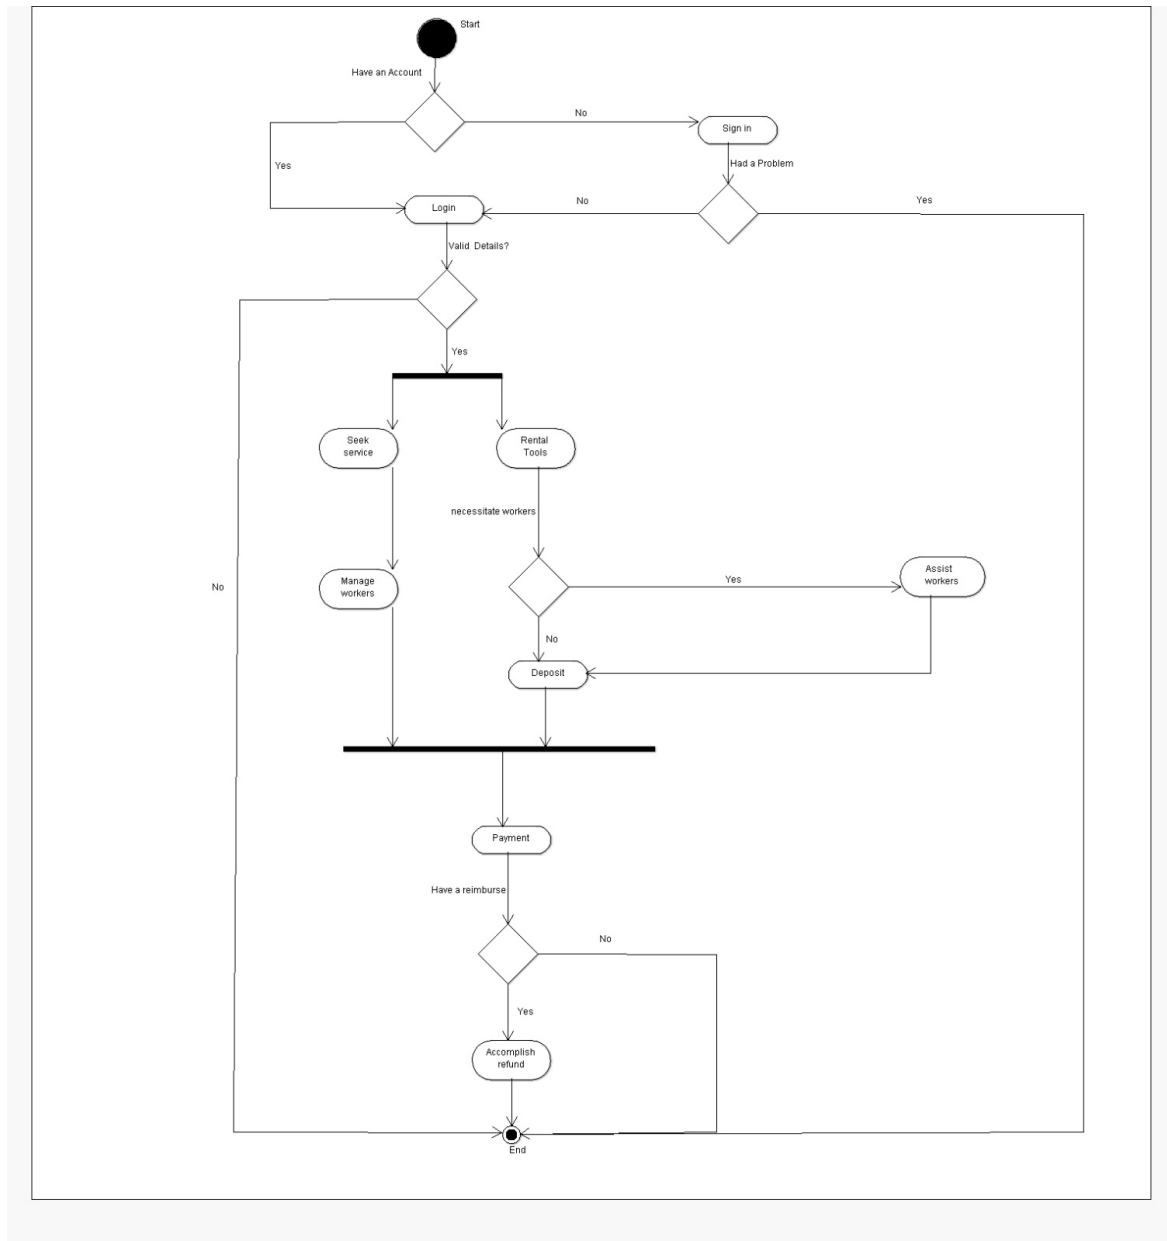 Start
Have an Account
No
Sign in
Yes
Had a Problem
Login
No
Yes
Valid Details?
Yes
Seek
service
Rental
Tools
necessitate workers
No
Manage
workers
Yes
Assist
workers
No
Deposit
Payment
Have a reimburse
No
Yes
Accomplish
refund
End